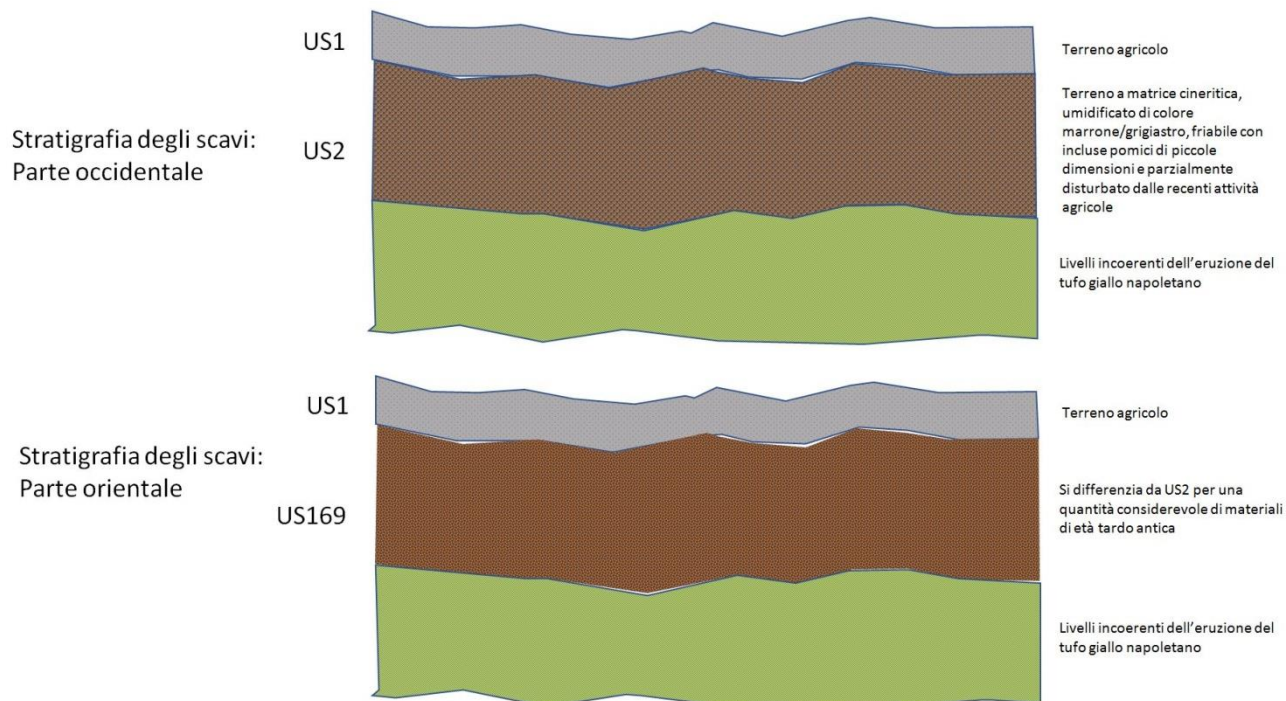 US1
Terreno agricolo
Stratigrafia degli scavi:
Parte occidentale
US2
Terreno a matrice cineritica,
umidificato di colore
marrone/grigiastro, friabile con
incluse pomici di piccole
dimensioni e parzialmente
disturbato dalle recenti attività
agricole
Livelli incoerenti dell'eruzione del
tufo giallo napoletano
US1
Terreno agricolo
Stratigrafia degli scavi:
Parte orientale
US169
Si differenzia da US2 per una
quantità considerevole di materiali
di età tardo antica
Livelli incoerenti dell'eruzione del
tufo giallo napoletano